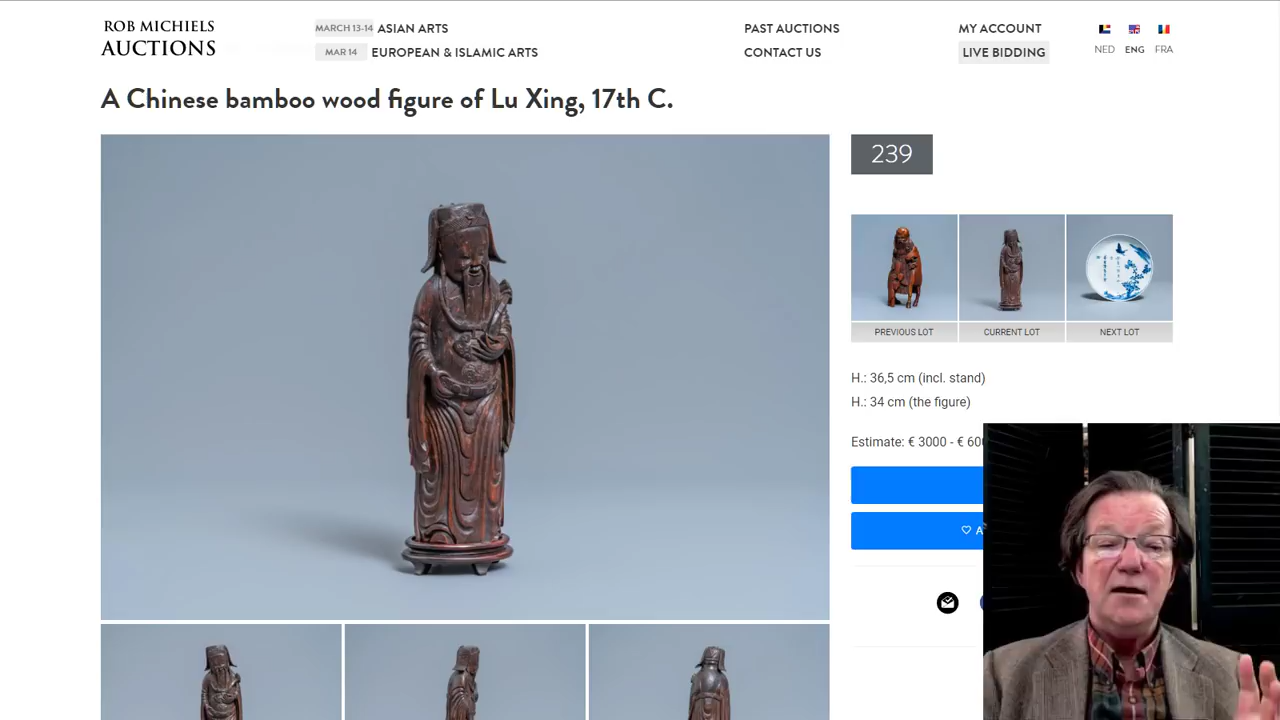 ROB MICHIELS
AUCTIONS
MARCH 13-14 ASIAN ARTS
MAR 14 EUROPEAN & ISLAMIC ARTS
PAST AUCTIONS
CONTACT US
MY ACCOUNT
LIVE BIDDING
NED
ENG
FRA
A Chinese bamboo wood figure of Lu Xing, 17th C.
239
PREVIOUS LOT
CURRENT LOT
NEXT LOT
H.: 36,5 cm (incl. stand)
H.: 34 cm (the figure)
Estimate: € 3000 - €